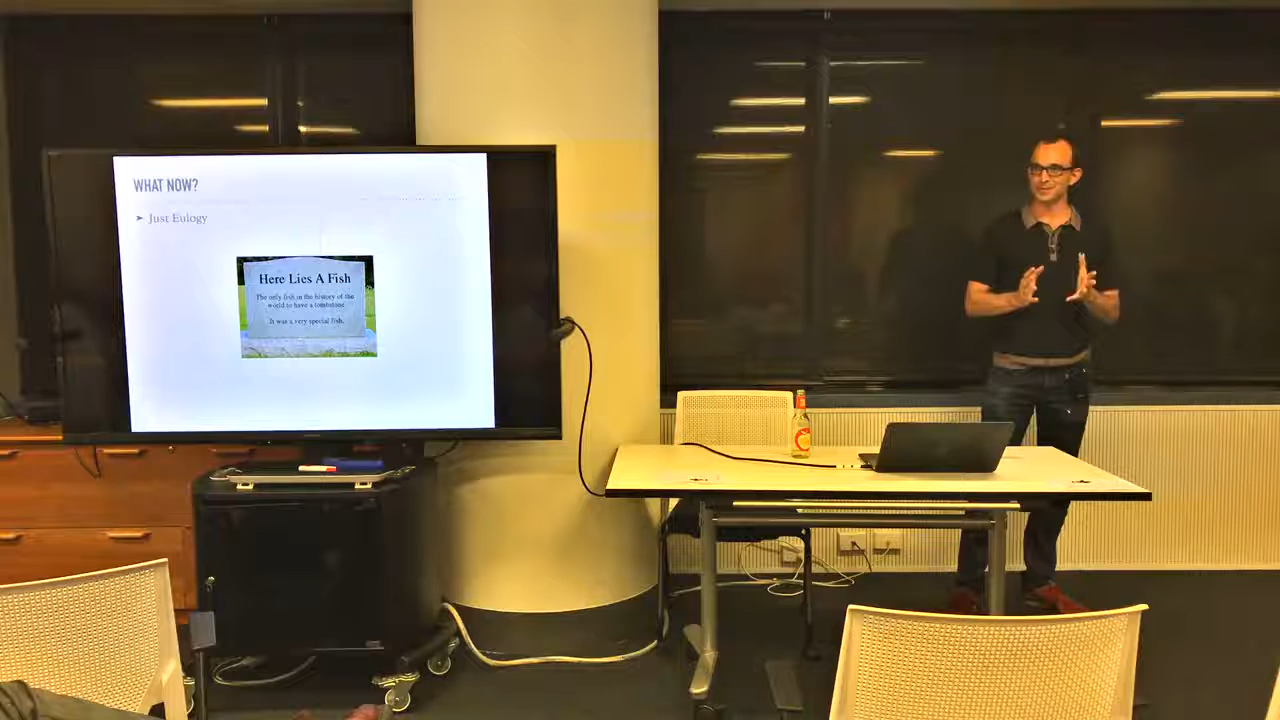 WHAT NOW?
➤ Just Eulogy
Here Lies A Fish
The only fish in the history of the
world to have a tombstone
It was a very special fish.